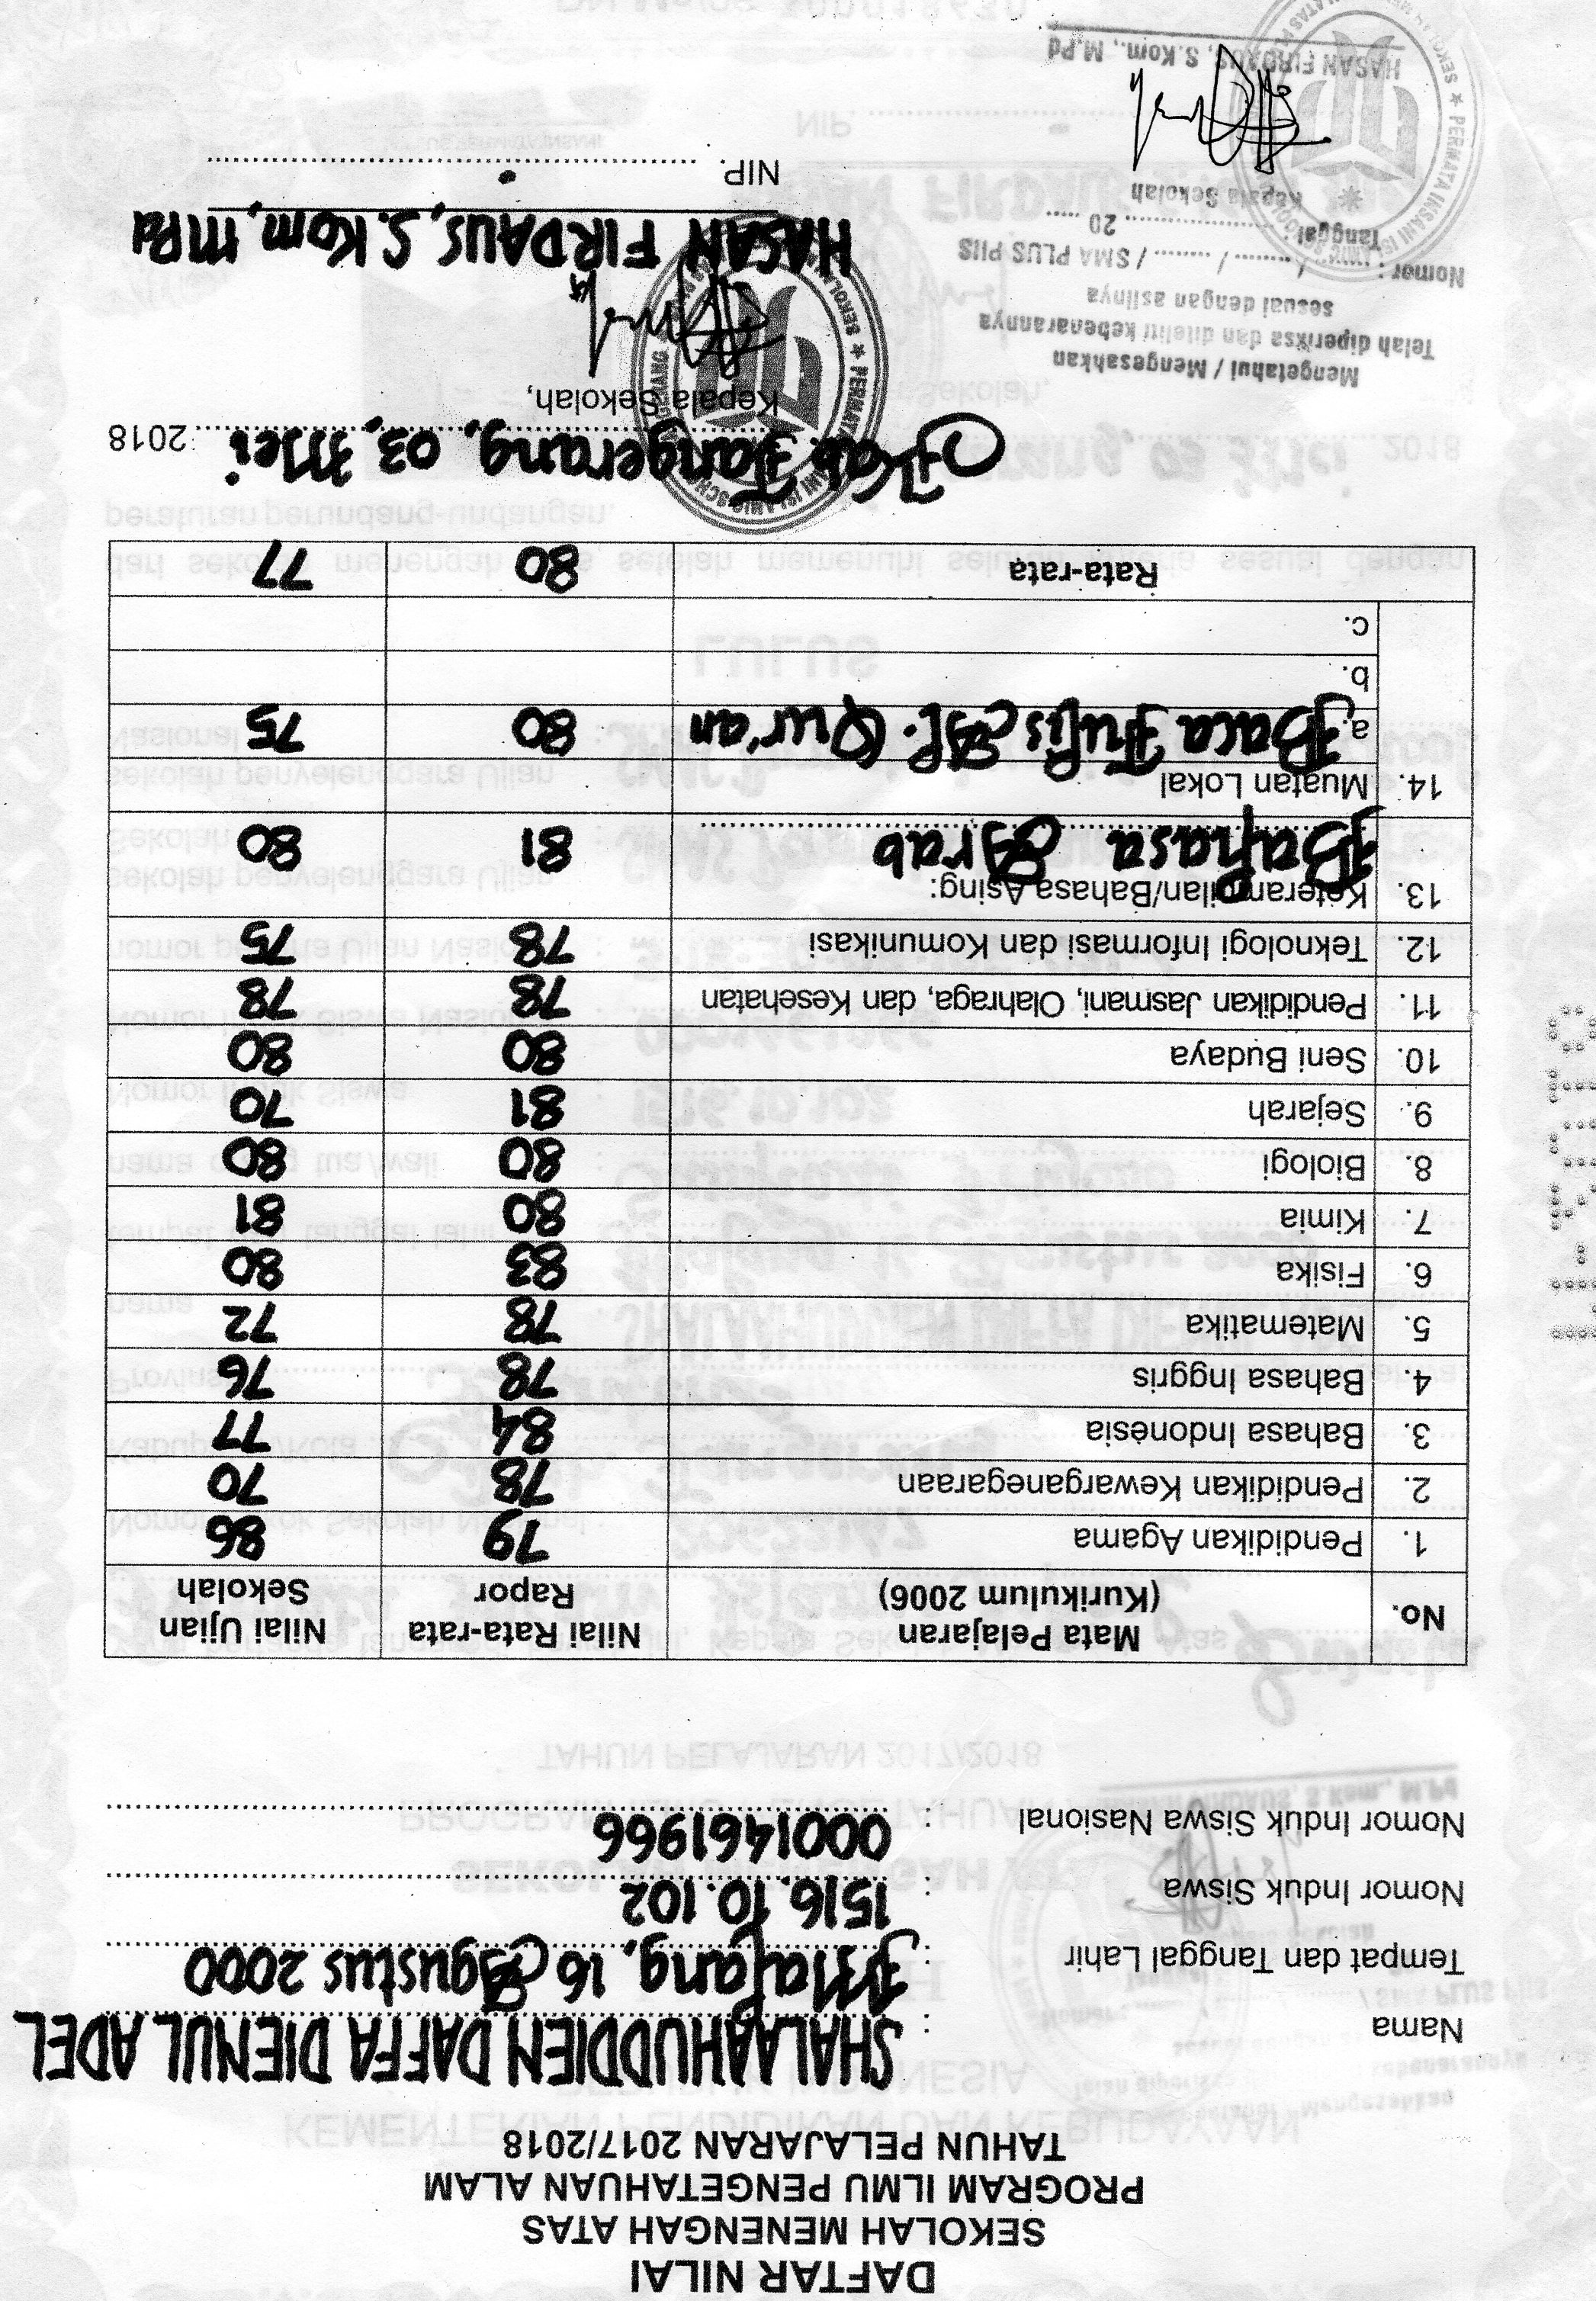 DAFTAR NILAI
SEKOLAH MENENGAH ATAS
PROGRAM ILMU PENGETAHUAN ALAM
TAHUN PELAJARAN 2017/2018
Nama : SHALAAHUDDIEN DAFFA DIENUL ADEL
Tempat dan Tanggal Lahir : Malang, 16 Agustus 2000
Nomor Induk Siswa : 1516.10.102
Nomor Induk Siswa Nasional : 0001461966
No. Mata Pelajaran (Kurikulum 2006) Nilai Rata-rata Rapor Nilai Ujian Sekolah
1. Pendidikan Agama 79 86
2. Pendidikan Kewarganegaraan 78 70
3. Bahasa Indonesia 84 77
4. Bahasa Inggris 78 76
5. Matematika 78 72
6. Fisika 83 80
7. Kimia 80 81
8. Biologi 80 80
9. Sejarah 81 70
10. Seni Budaya 80 80
11. Pendidikan Jasmani, Olahraga, dan Kesehatan 78 78
12. Teknologi Informasi dan Komunikasi 78 75
13. Keterampilan/Bahasa Asing:
Bahasa Arab 81 80
14. Muatan Lokal
a. Baca Tulis Al-Qur'an 80 75
b.
c.
Rata-rata 80 77
Kab. Tangerang, 03, Mei 2018
Kepala Sekolah,
HASAN FIRDAUS, S.Kom, MPd
NIP. -
Mengetahui / Mengesahkan
Telah diperiksa dan diteliti kebenarannya
sesuai dengan aslinya
Nomor : ....... / ........ / ........ / SMA PLUS PIIS
Tanggal : ........................ 20 .....
Kepala Sekolah
PERMATA INSANI ISLAMIC SCHOOL
HASAN FIRDAUS, S.Kom., M.Pd